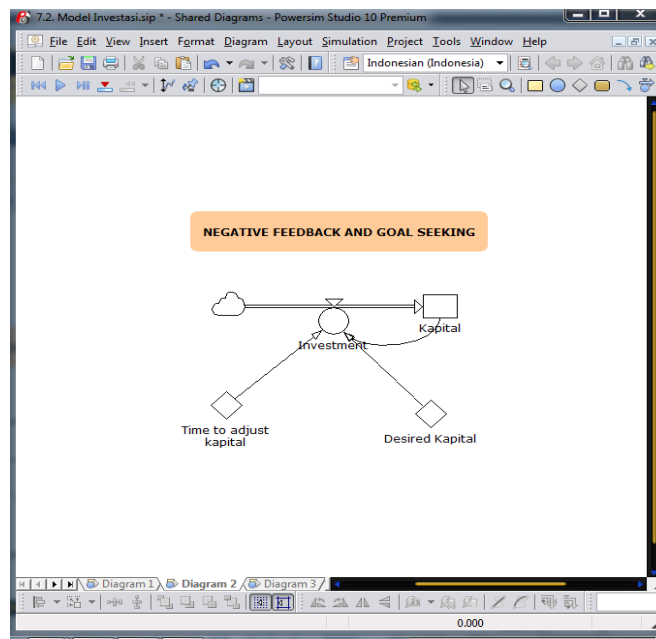 7.2. Model Investasi.sip * - Shared Diagrams - Powersim Studio 10 Premium
File Edit View Insert Format Diagram Layout Simulation Project Tools Window Help
Indonesian (Indonesia)
NEGATIVE FEEDBACK AND GOAL SEEKING
Kapital
Investment
Time to adjust
kapital
Desired Kapital
Diagram 1 Diagram 2 Diagram 3
0.000